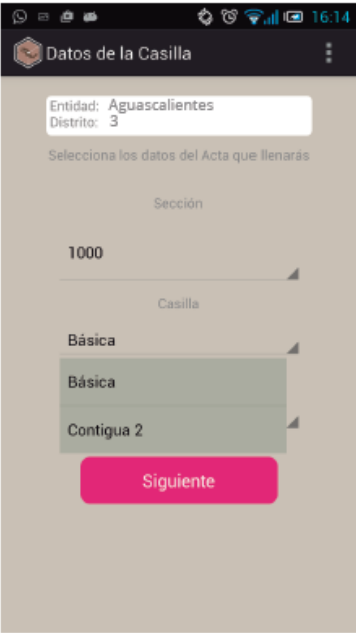 16:14
Datos de la Casilla
Entidad: Aguascalientes
Distrito: 3
Selecciona los datos del Acta que llenarás
Sección
1000
Casilla
Básica
Básica
Contigua 2
Siguiente